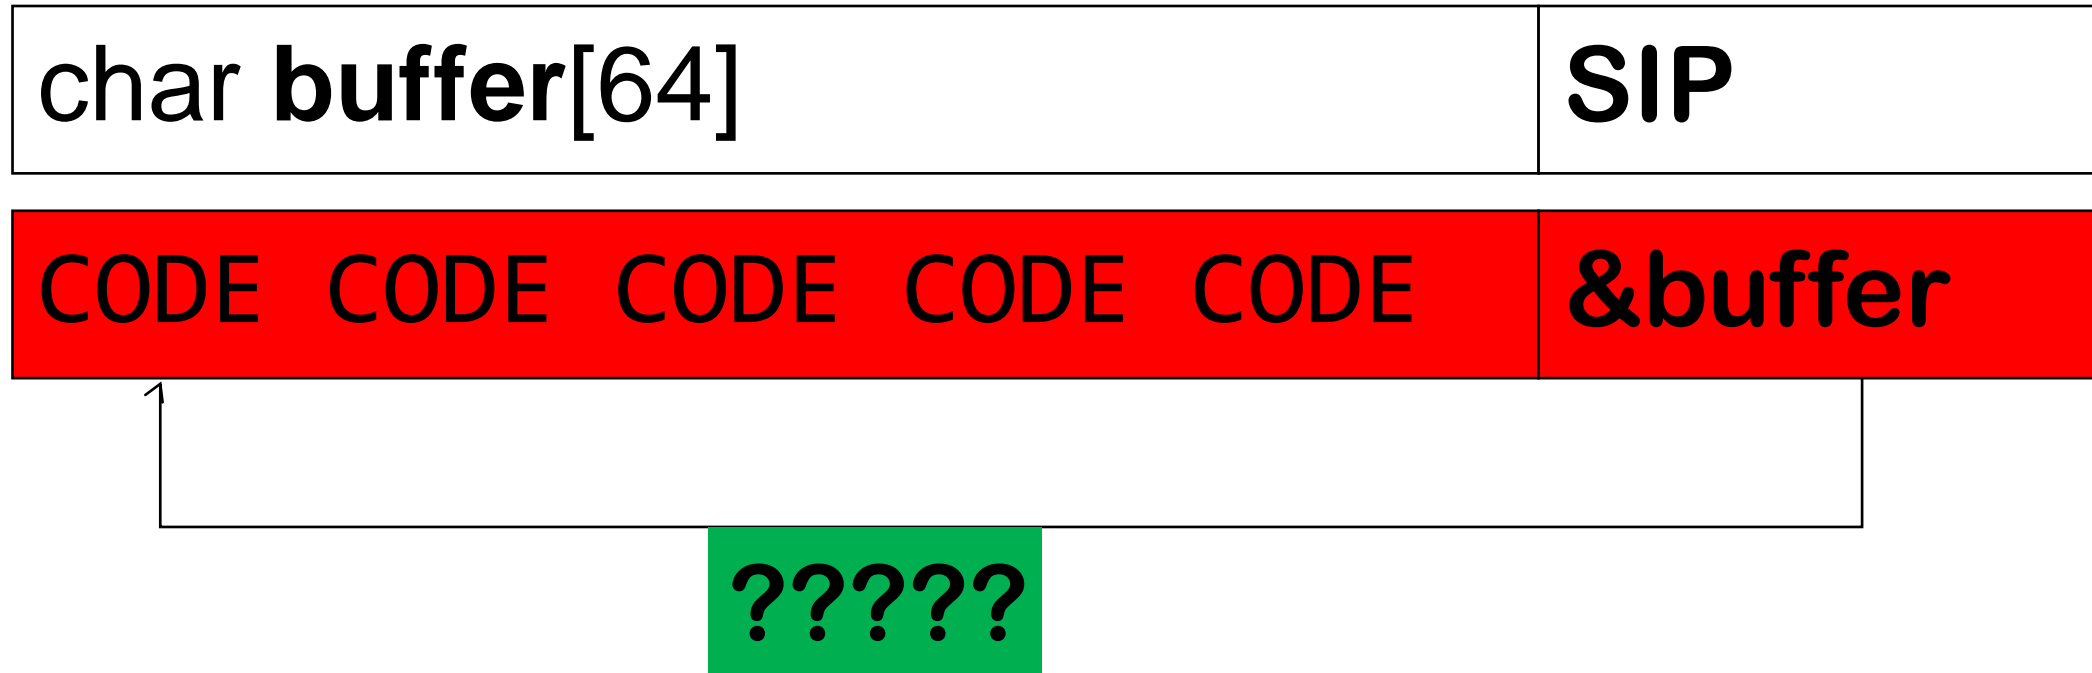 char buffer[64] SIP
CODE CODE CODE CODE CODE &buffer
?????